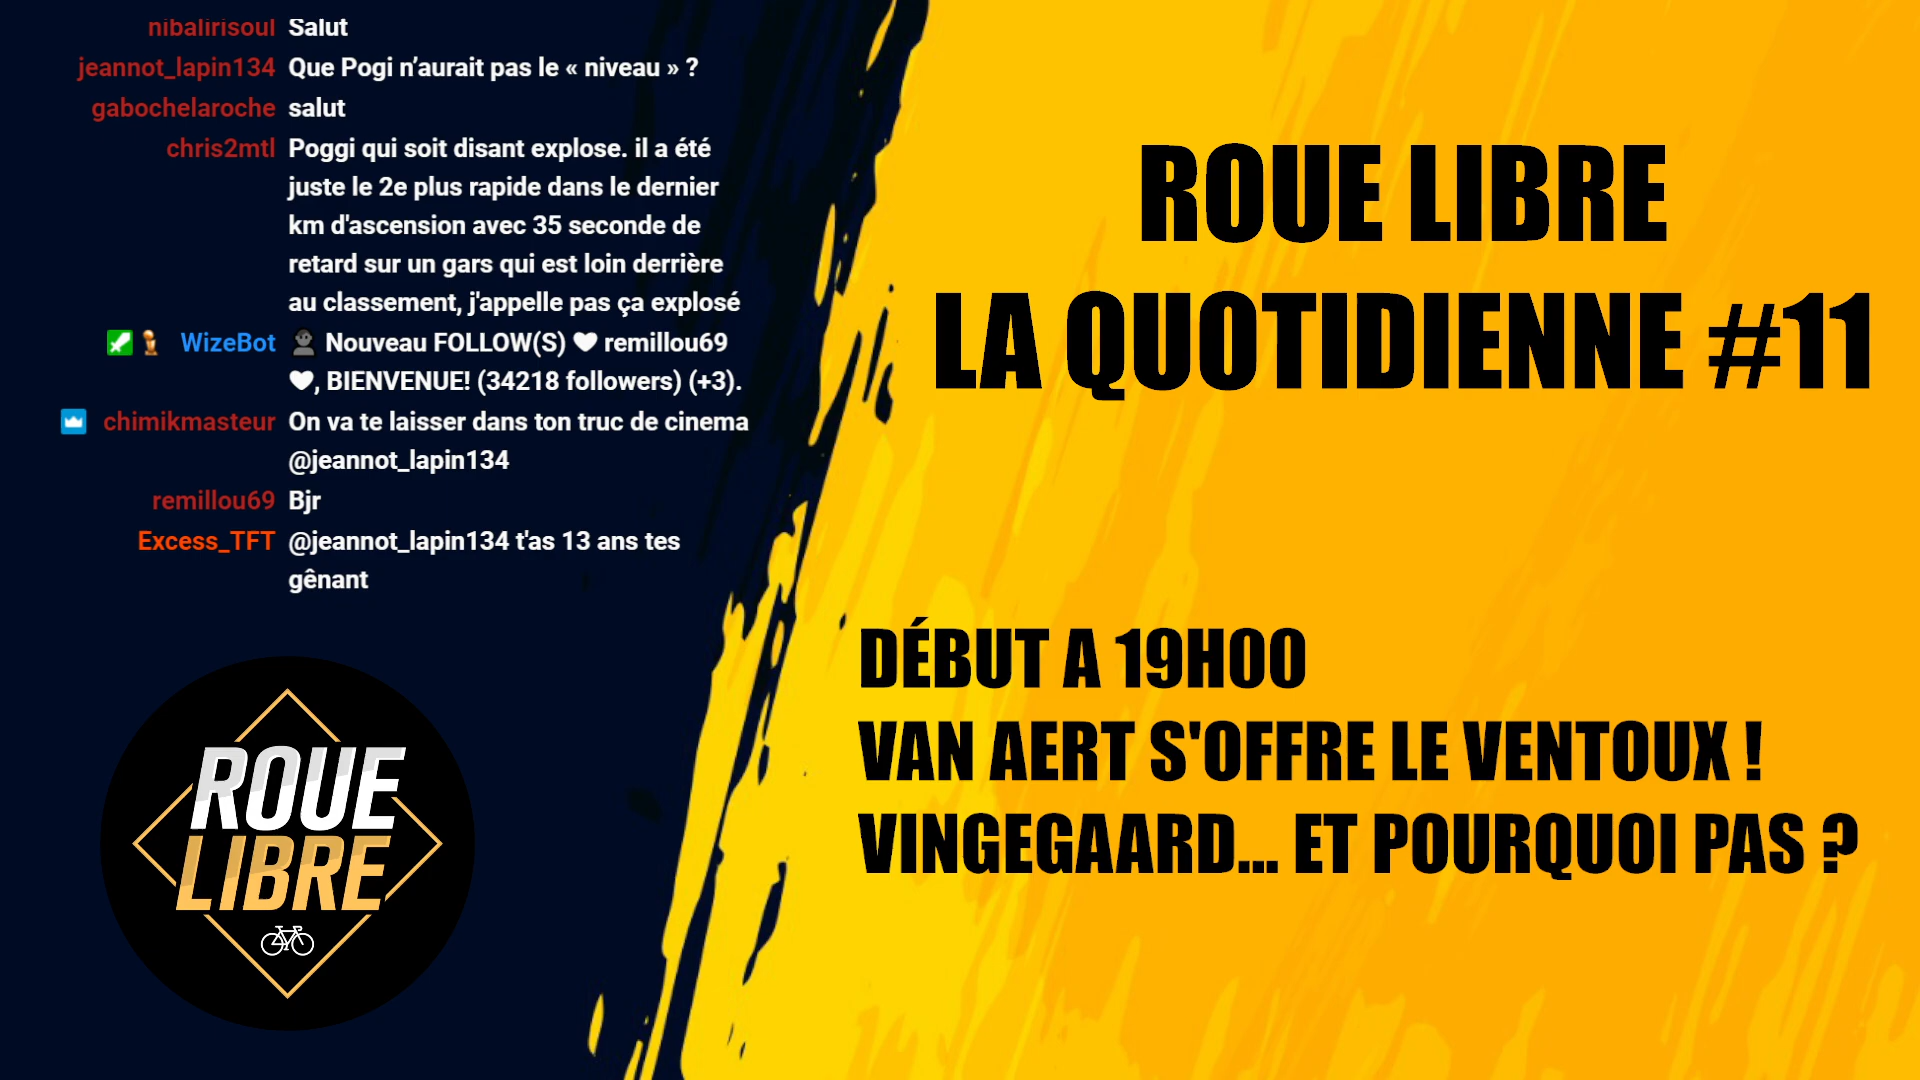 nibalirisoul Salut
jeannot_lapin134 Que Pogi n’aurait pas le « niveau » ?
gabochelaroche salut
chris2mtl Poggi qui soit disant explose. il a été
juste le 2e plus rapide dans le dernier
km d'ascension avec 35 seconde de
retard sur un gars qui est loin derrière
au classement, j'appelle pas ça explosé
WizeBot Nouveau FOLLOW(S) ♥ remillou69
♥, BIENVENUE! (34218 followers) (+3).
chimikmasteur On va te laisser dans ton truc de cinema
@jeannot_lapin134
remillou69 Bjr
Excess_TFT @jeannot_lapin134 t'as 13 ans tes
gênant
ROUE
LIBRE
ROUE LIBRE
LA QUOTIDIENNE #11
DÉBUT A 19H00
VAN AERT S'OFFRE LE VENTOUX !
VINGEGAARD... ET POURQUOI PAS ?